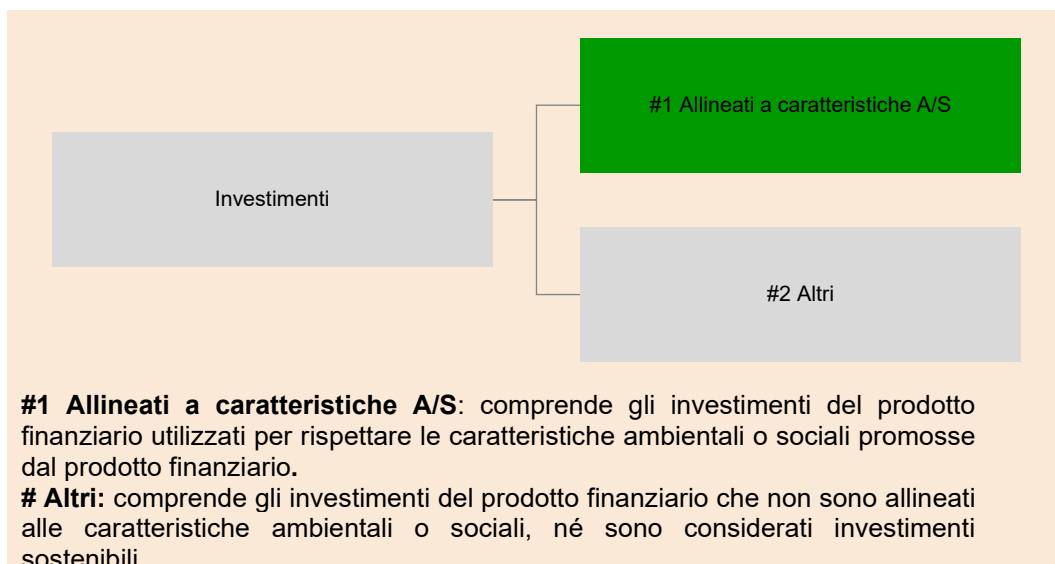 #1 Allineati a caratteristiche A/S
Investimenti
#2 Altri
#1 Allineati a caratteristiche A/S: comprende gli investimenti del prodotto
finanziario utilizzati per rispettare le caratteristiche ambientali o sociali promosse
dal prodotto finanziario.
# Altri: comprende gli investimenti del prodotto finanziario che non sono allineati
alle caratteristiche ambientali o sociali, né sono considerati investimenti
sostenibili